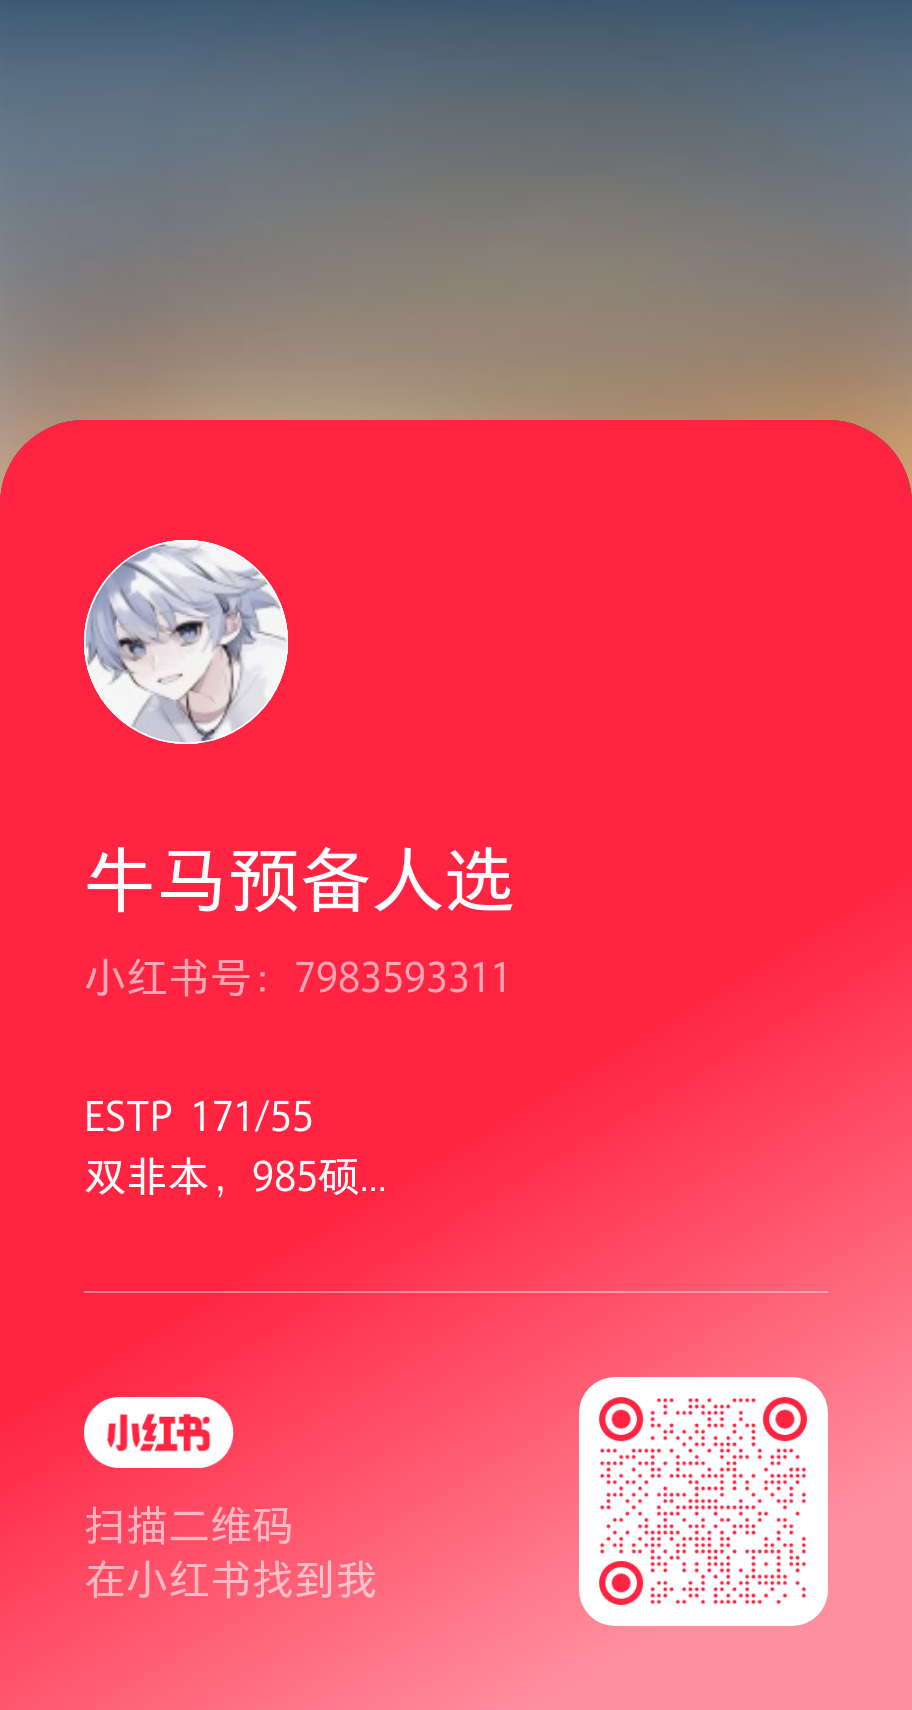 牛马预备人选
小红书号：7983593311
ESTP 171/55
双非本，985硕...
小红书
扫描二维码
在小红书找到我